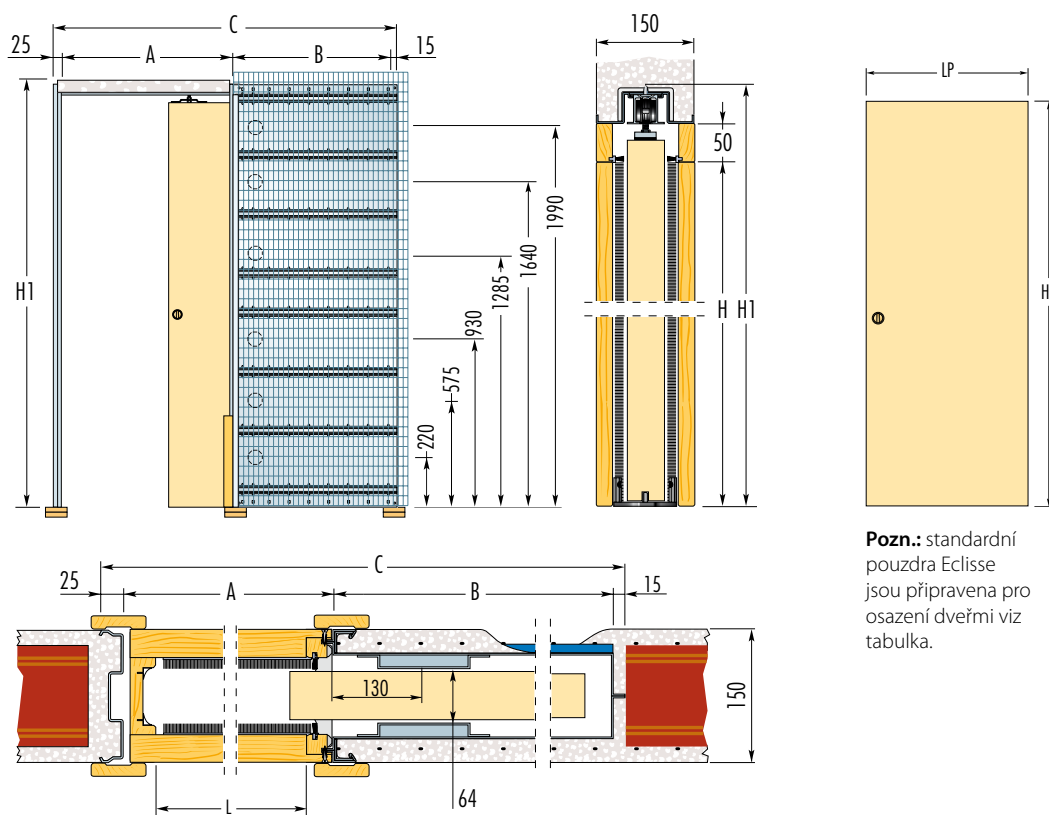 C
25
A
B
15
H1
1990
1640
1285
930
575
220
150
50
H
H1
LP
H
Pozn.: standardní
pouzdra Eclisse
jsou připravena pro
osazení dveřmi viz
tabulka.
C
25
A
B
15
130
150
64
L